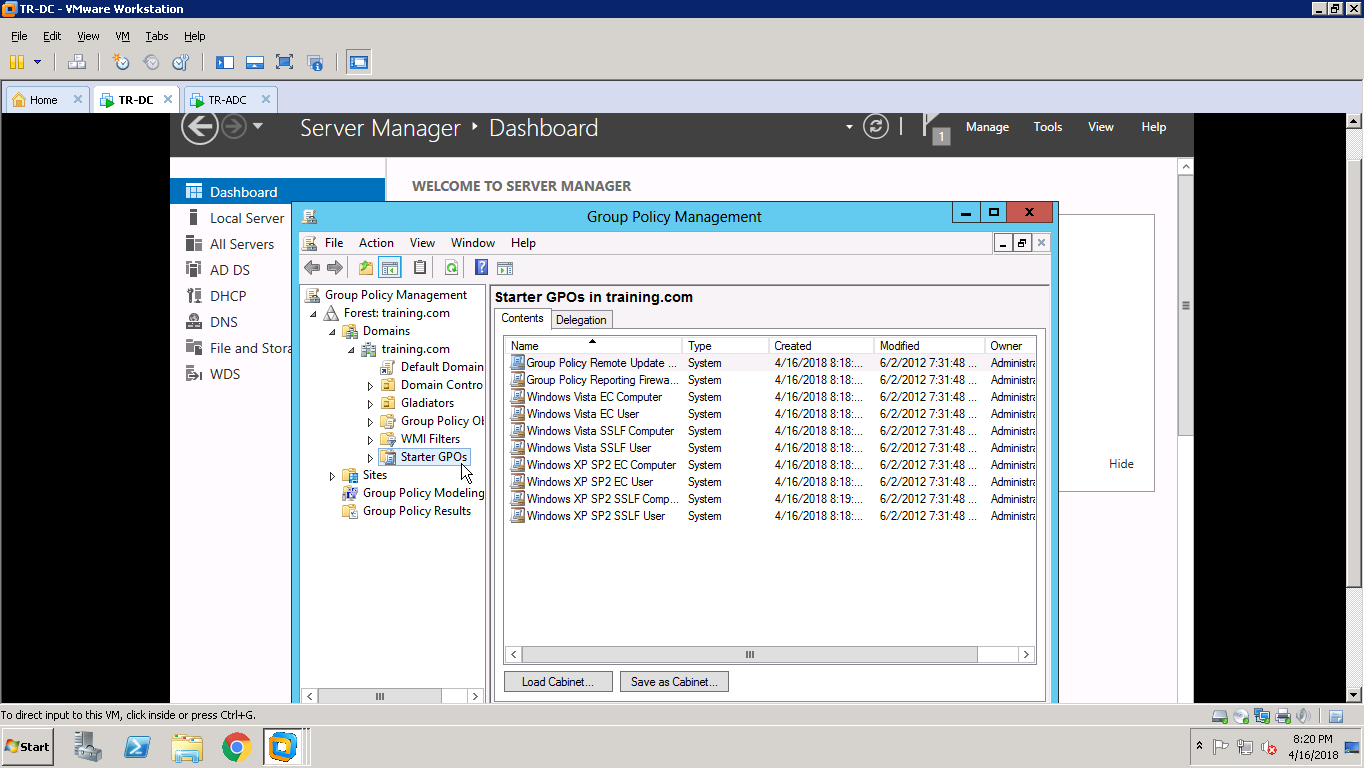 TR-DC - VMware Workstation
File Edit View VM Tabs Help
Home TR-DC TR-ADC
Server Manager Dashboard
1 Manage Tools View Help
Dashboard
Local Server
All Servers
AD DS
DHCP
DNS
File and Stora
WDS
WELCOME TO SERVER MANAGER
Hide
Group Policy Management
File Action View Window Help
Group Policy Management
Forest: training.com
Domains
training.com
Default Domain
Domain Contro
Gladiators
Group Policy Ob
WMI Filters
Starter GPOs
Sites
Group Policy Modeling
Group Policy Results
Starter GPOs in training.com
Contents Delegation
Name Type Created Modified Owner
Group Policy Remote Update ... System 4/16/2018 8:18:... 6/2/2012 7:31:48 ... Administra
Group Policy Reporting Firewa... System 4/16/2018 8:18:... 6/2/2012 7:31:48 ... Administra
Windows Vista EC Computer System 4/16/2018 8:18:... 6/2/2012 7:31:48 ... Administra
Windows Vista EC User System 4/16/2018 8:18:... 6/2/2012 7:31:48 ... Administra
Windows Vista SSLF Computer System 4/16/2018 8:18:... 6/2/2012 7:31:48 ... Administra
Windows Vista SSLF User System 4/16/2018 8:18:... 6/2/2012 7:31:48 ... Administra
Windows XP SP2 EC Computer System 4/16/2018 8:18:... 6/2/2012 7:31:48 ... Administra
Windows XP SP2 EC User System 4/16/2018 8:18:... 6/2/2012 7:31:48 ... Administra
Windows XP SP2 SSLF Comp... System 4/16/2018 8:19:... 6/2/2012 7:31:48 ... Administra
Windows XP SP2 SSLF User System 4/16/2018 8:18:... 6/2/2012 7:31:48 ... Administra
Load Cabinet... Save as Cabinet...
To direct input to this VM, click inside or press Ctrl+G.
Start
8:20 PM
4/16/2018